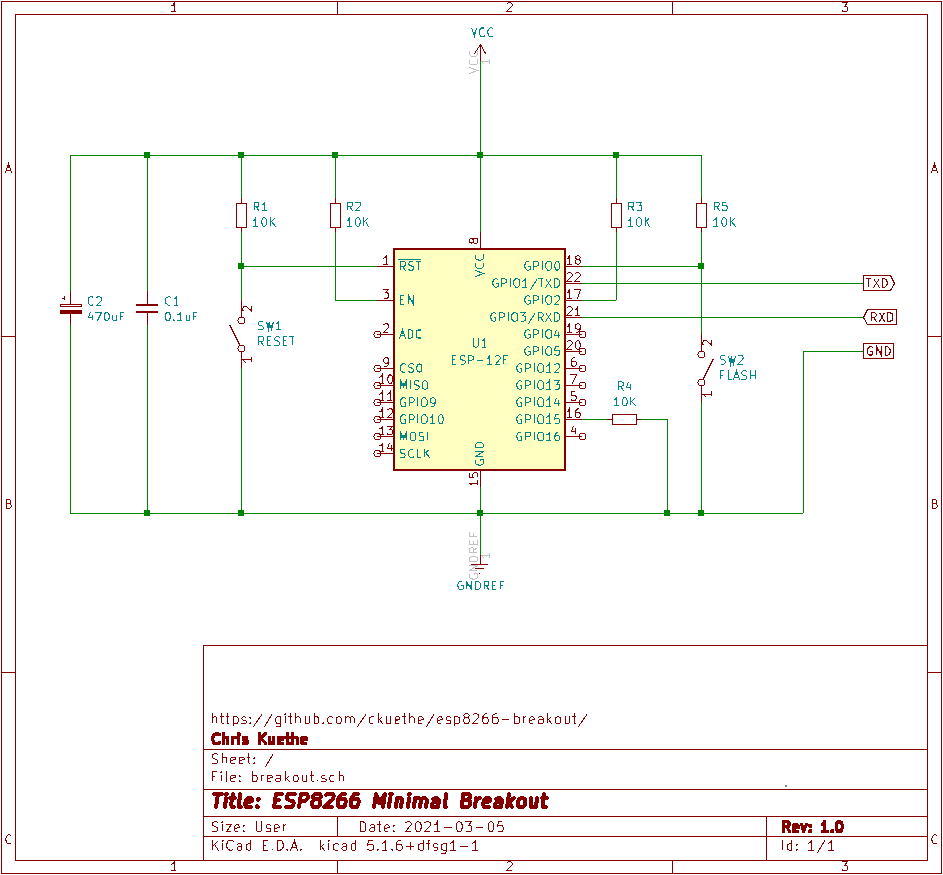 1 2 3
VCC
VCC 1
A A
R1 R2 R3 R5
10K 10K 10K 10K
8
VCC
1 RST GPIO0 18
GPIO1/TXD 22 TXD
3 EN GPIO2 17
GPIO3/RXD 21 RXD
2 ADC GPIO4 19
GPIO5 20 GND
C2 C1
470uF 0.1uF
2
SW1
RESET
1
U1
ESP-12F
2
SW2
FLASH
1
9 CS0 GPIO12 6
10 MISO GPIO13 7
11 GPIO9 GPIO14 5
12 GPIO10 GPIO15 16
13 MOSI GPIO16 4
14 SCLK
R4
10K
GND
15
B B
GNDREF 1
GNDREF
https://github.com/ckuethe/esp8266-breakout/
Chris Kuethe
Sheet: /
File: breakout.sch
Title: ESP8266 Minimal Breakout
Size: User Date: 2021-03-05 Rev: 1.0
KiCad E.D.A. kicad 5.1.6+dfsg1-1 Id: 1/1
C C
1 2 3